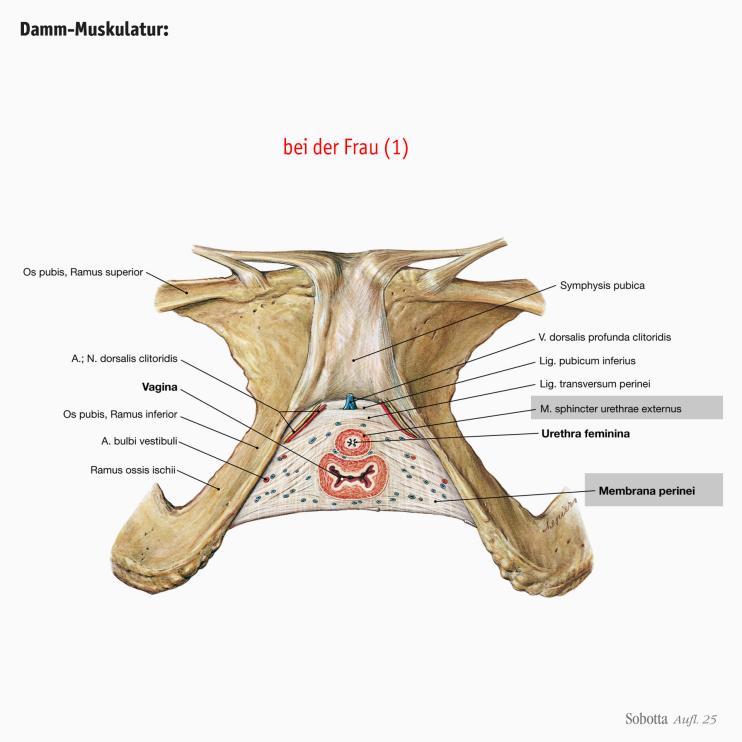 Damm-Muskulatur:
bei der Frau (1)
Os pubis, Ramus superior
A.; N. dorsalis clitoridis
Vagina
Os pubis, Ramus inferior
A. bulbi vestibuli
Ramus ossis ischii
Symphysis pubica
V. dorsalis profunda clitoridis
Lig. pubicum inferius
Lig. transversum perinei
M. sphincter urethrae externus
Urethra feminina
Membrana perinei
Sobotta Aufl. 25